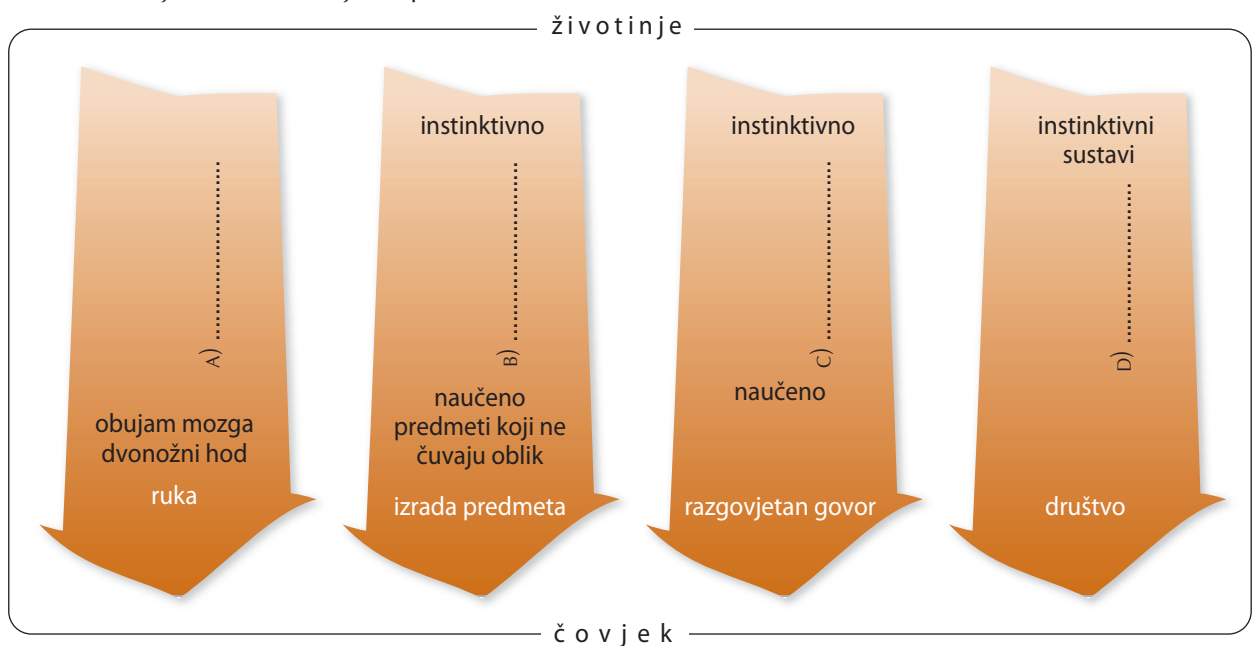 životinje
A)
obujam mozga
dvonožni hod
ruka
instinktivno
B)
naučeno
predmeti koji ne
čuvaju oblik
izrada predmeta
instinktivno
C)
naučeno
razgovjetan govor
instinktivni
sustavi
D)
društvo
čovjek